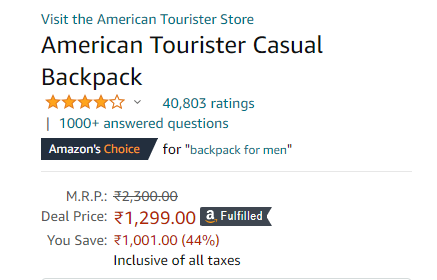 Visit the American Tourister Store
American Tourister Casual
Backpack
40,803 ratings
| 1000+ answered questions
Amazon's Choice for "backpack for men"
M.R.P.: ₹2,300.00
Deal Price: ₹1,299.00 a Fulfilled
You Save: ₹1,001.00 (44%)
Inclusive of all taxes